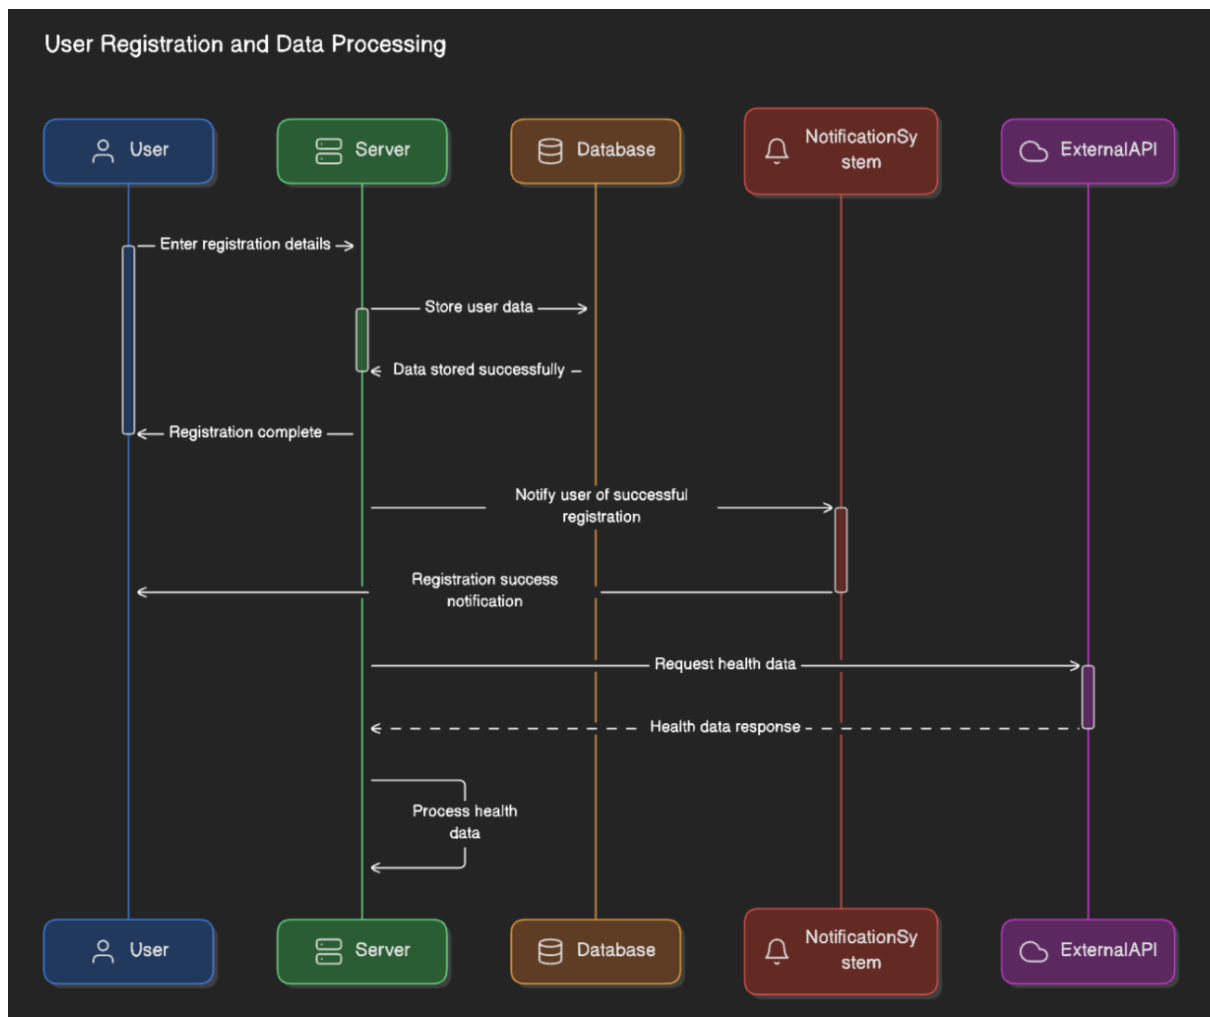 User Registration and Data Processing
User
Server
Database
NotificationSy
stem
ExternalAPI
Enter registration details
Store user data
Data stored successfully
Registration complete
Notify user of successful
registration
Registration success
notification
Request health data
Health data response
Process health
data
User
Server
Database
NotificationSy
stem
ExternalAPI